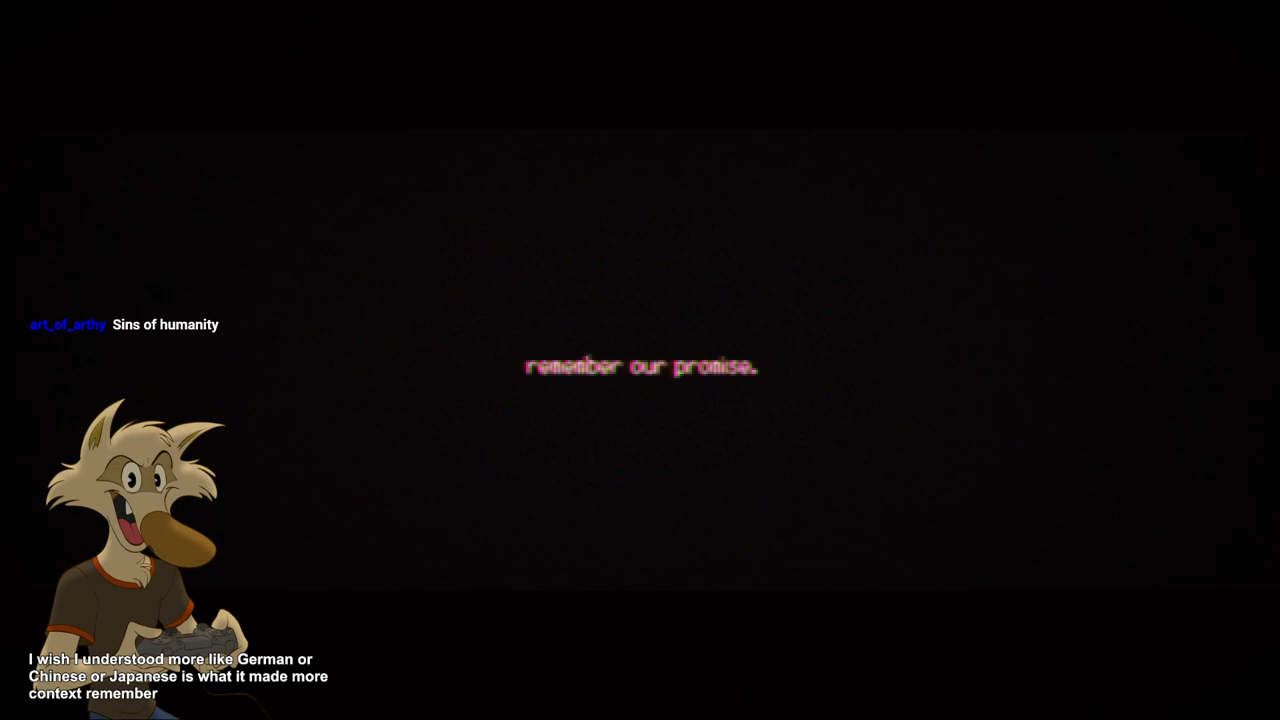 art_of_arthy Sins of humanity
remember our promise.
I wish I understood more like German or
Chinese or Japanese is what it made more
context remember